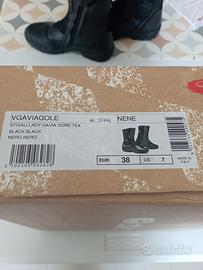 VGAVIAGOLE
NENE
STIVALI LADY GAVIA GORE-TEX
BLACK BLACK
NERO NERO
EUR 38 US 7
MADE IN
ITALY
Subito